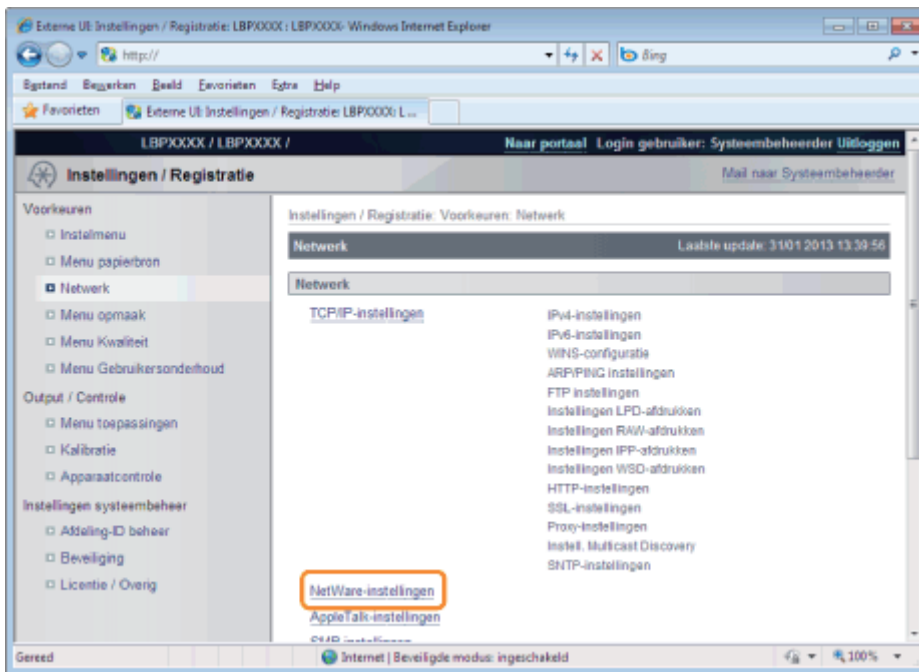 Externe UI: Instellingen / Registratie: LBPXXXX : LBPXXXX- Windows Internet Explorer
http://
Bing
Bestand Bewerken Beeld Favorieten Extra Help
Favorieten
Externe UI: Instellingen / Registratie: LBPXXXX: L...
LBPXXXX / LBPXXXX /
Naar portaal Login gebruiker: Systeembeheerder Uitloggen
Instellingen / Registratie
Mail naar Systeembeheerder
Voorkeuren
Instelmenu
Menu papierbron
Netwerk
Menu opmaak
Menu Kwaliteit
Menu Gebruikersonderhoud
Output / Controle
Menu toepassingen
Kalibratie
Apparaatcontrole
Instellingen systeembeheer
Afdeling-ID beheer
Beveiliging
Licentie / Overig
Instellingen / Registratie: Voorkeuren: Netwerk
Netwerk
Laatste update: 31/01 2013 13:39:56
Netwerk
TCP/IP-instellingen
IPv4-instellingen
IPv6-instellingen
WINS-configuratie
ARP/PING instellingen
FTP instellingen
Instellingen LPD-afdrukken
Instellingen RAW-afdrukken
Instellingen IPP-afdrukken
Instellingen WSD-afdrukken
HTTP-instellingen
SSL-instellingen
Proxy-instellingen
Instell. Multicast Discovery
SNTP-instellingen
NetWare-instellingen
AppleTalk-instellingen
SMB-instellingen
Gereed
Internet | Beveiligde modus: ingeschakeld
100%